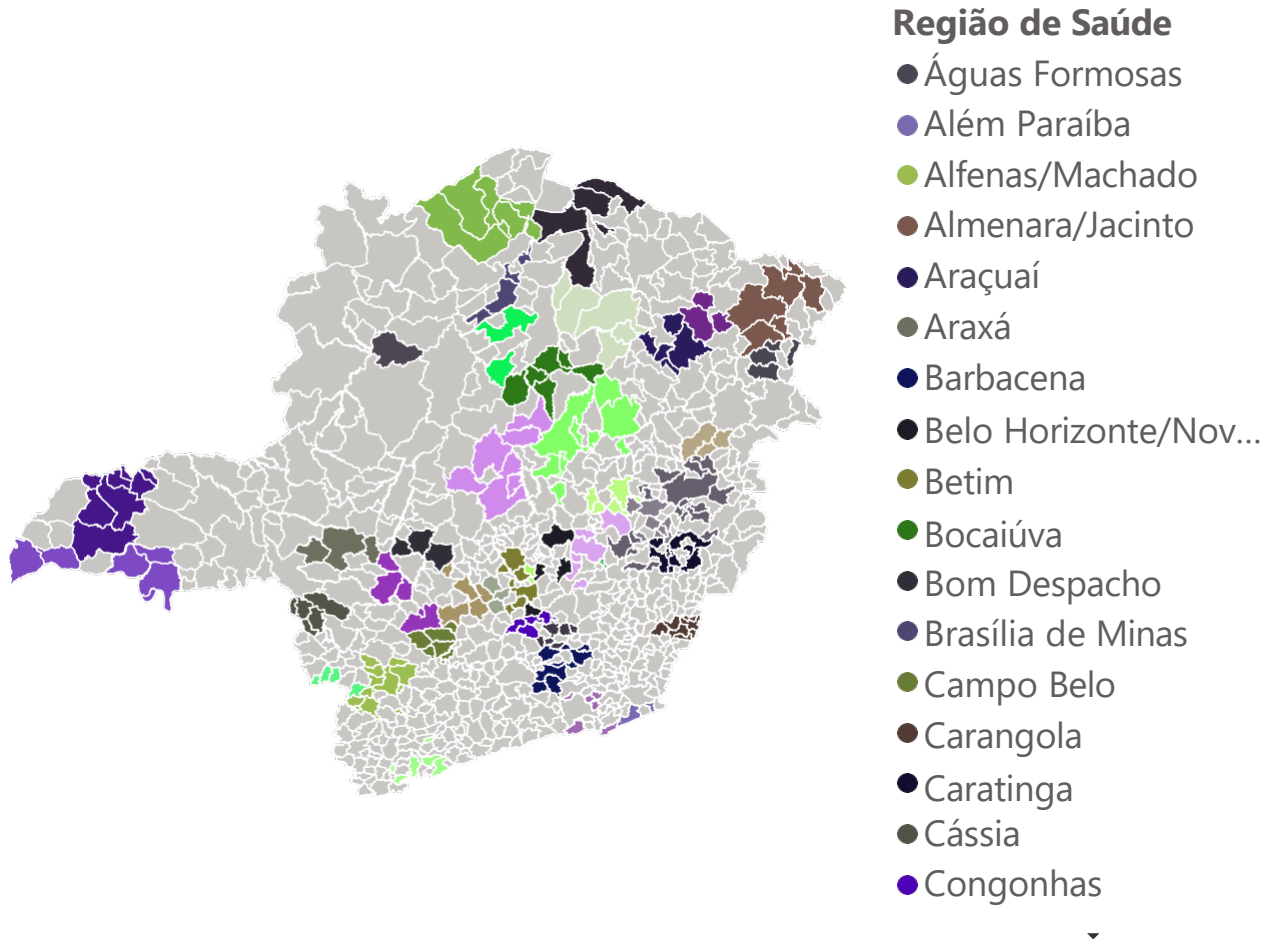 Região de Saúde
Águas Formosas
Além Paraíba
Alfenas/Machado
Almenara/Jacinto
Araçuaí
Araxá
Barbacena
Belo Horizonte/Nov...
Betim
Bocaiúva
Bom Despacho
Brasília de Minas
Campo Belo
Carangola
Caratinga
Cássia
Congonhas